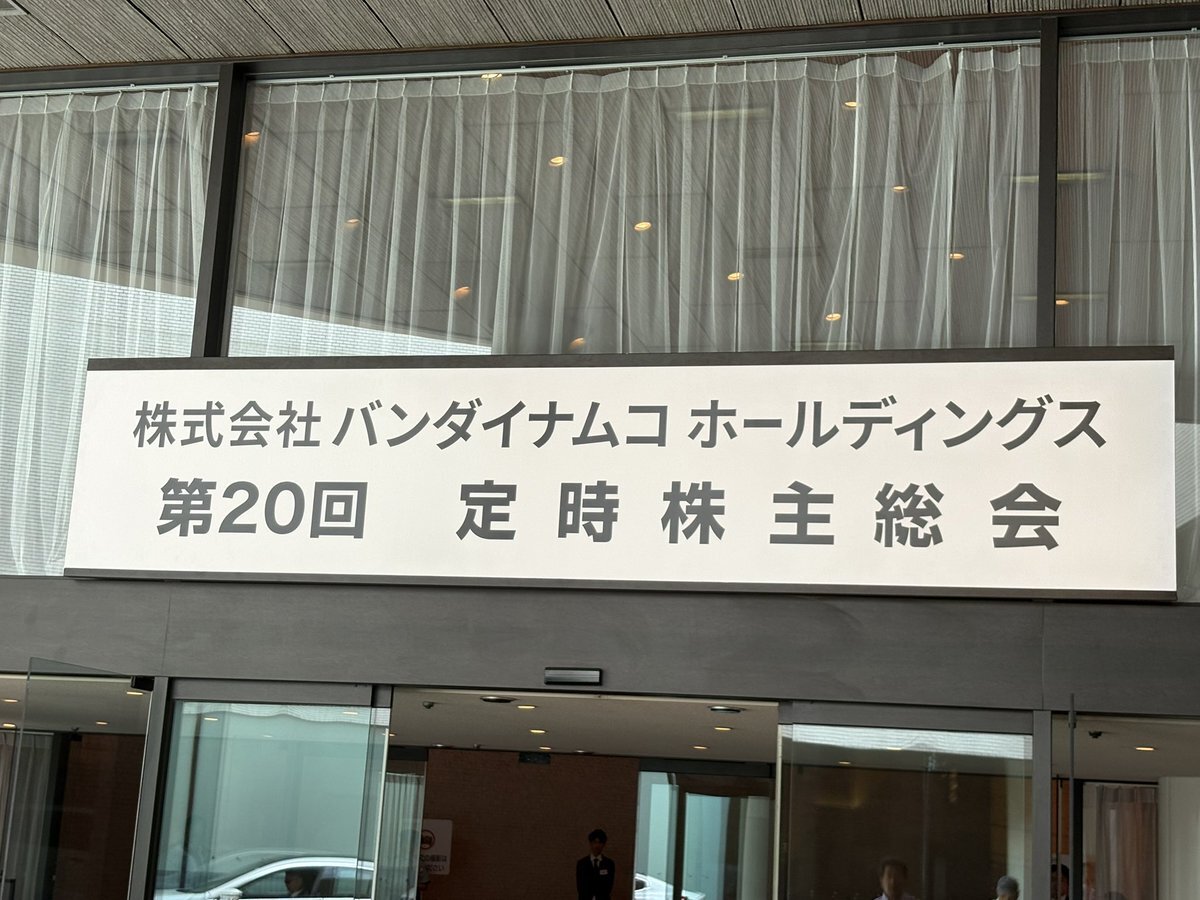 株式会社 バンダイナムコ ホールディングス
第20回 定時株主総会